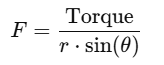 F = Torque / r · sin(θ)